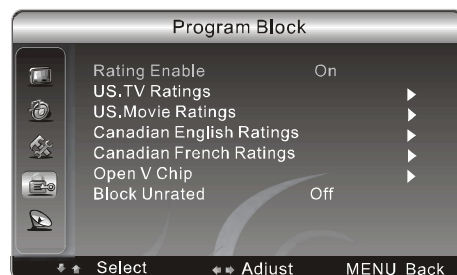 Program Block
Rating Enable On
US.TV Ratings
US.Movie Ratings
Canadian English Ratings
Canadian French Ratings
Open V Chip
Block Unrated Off
Select Adjust MENU Back